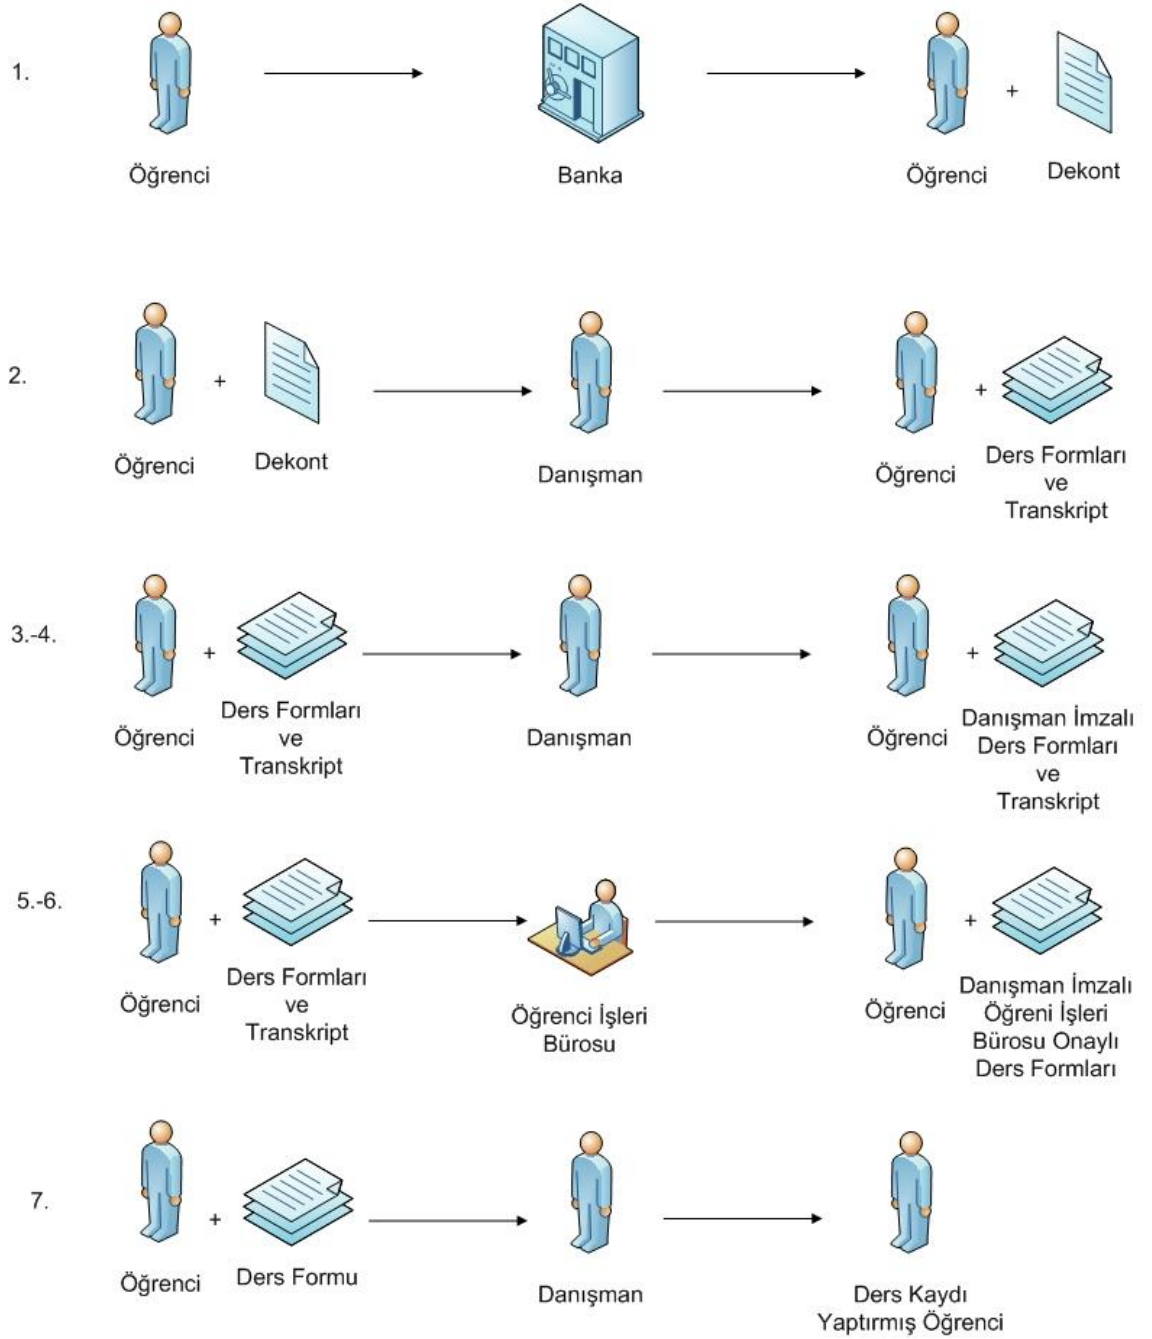 1.
+
Öğrenci
Banka
Öğrenci
Dekont
2.
+
+
Öğrenci
Dekont
Danışman
Öğrenci
Ders Formları
ve
Transkript
3.-4.
+
+
Öğrenci
Ders Formları
ve
Transkript
Danışman
Öğrenci
Danışman İmzalı
Ders Formları
ve
Transkript
5.-6.
+
+
Öğrenci
Ders Formları
ve
Transkript
Öğrenci İşleri
Bürosu
Öğrenci
Danışman İmzalı
Öğreni İşleri
Bürosu Onaylı
Ders Formları
7.
+
Öğrenci
Ders Formu
Danışman
Ders Kaydı
Yaptırmış Öğrenci